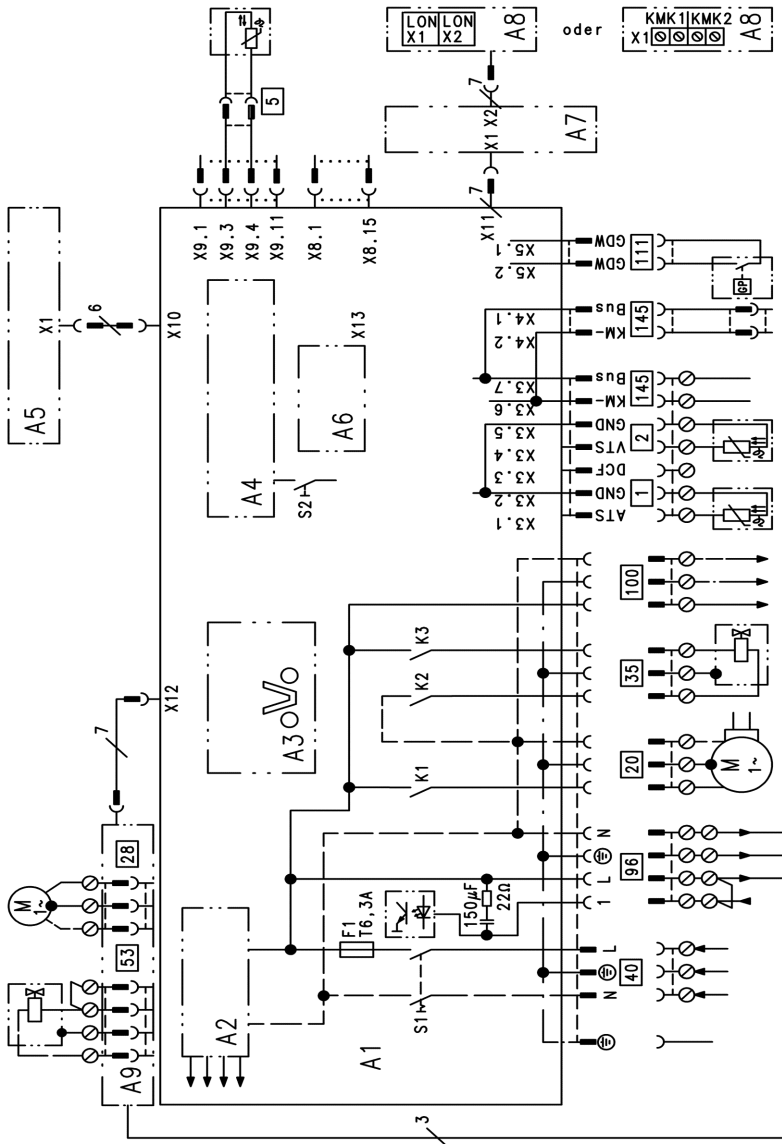 LON LON
X1 X2
A8
oder
KMK1 KMK2
X1
A8
5
7
X1 X2
A7
7
X11
X9.1
X9.3
X9.4
X9.11
X8.1
X8.15
A5
X1
6
X10
X13
A4
A6
S2
X5.1
X5.2
GDW
GDW
111
GP
X4.1
X4.2
Bus
KM-
145
X3.7
X3.6
X3.5
X3.4
X3.3
X3.2
X3.1
Bus
KM-
GND
VTS
DCF
GND
ATS
145
2
1
X12
7
A3
K3
K2
K1
100
35
20
M
1~
28
53
M
1~
A9
A2
A1
F1
T6,3A
150µF
22Ω
S1
N
L
1
96
L
N
40
3